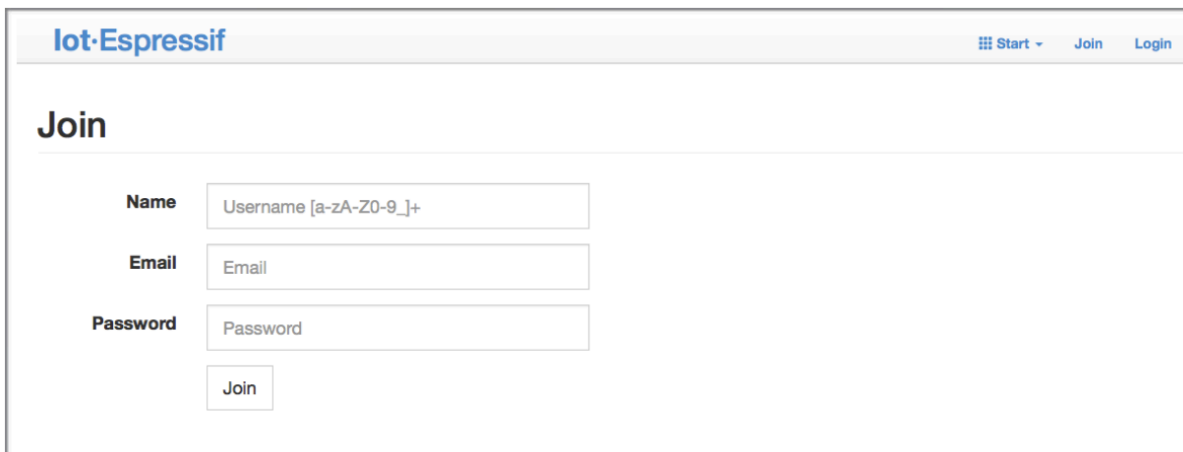 Iot·Espressif
Start Join Login
Join
Name Username [a-zA-Z0-9_]+
Email Email
Password Password
Join